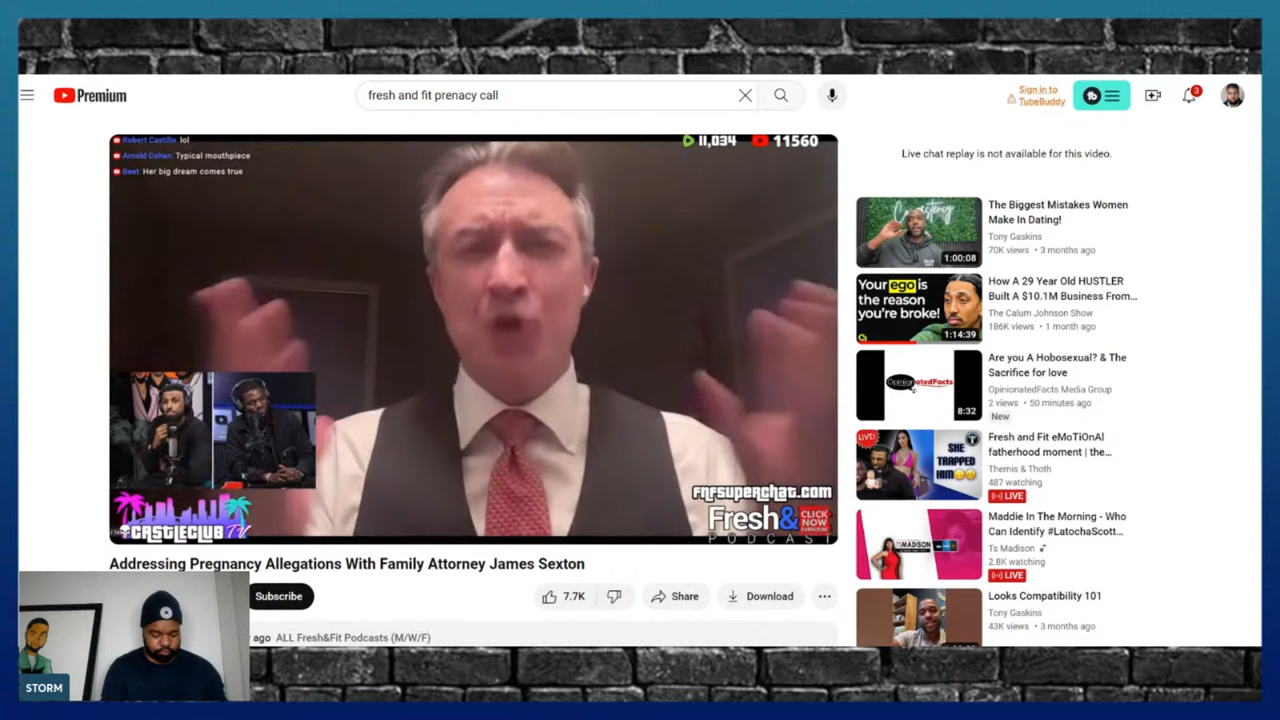 Premium
fresh and fit prenacy call
Sign in to
TubeBuddy
tb
3
Robert Castillo: lol
Arnold Cohen: Typical mouthpiece
Beet: Her big dream comes true
11,034
11560
FNFSUPERCHAT.COM
Fresh&
CLICK
NOW
SUBSCRIBE
PODCAST
CASTLECLUB TV
Addressing Pregnancy Allegations With Family Attorney James Sexton
Subscribe
7.7K
Share
Download
ago ALL Fresh&Fit Podcasts (M/W/F)
STORM
Live chat replay is not available for this video.
Consistency
1:00:08
The Biggest Mistakes Women
Make In Dating!
Tony Gaskins
70K views • 3 months ago
Your ego is
the reason
you're broke!
1:14:39
How A 29 Year Old HUSTLER
Built A $10.1M Business From...
The Calum Johnson Show
186K views • 1 month ago
OpinionatedFacts
8:32
Are you A Hobosexual? & The
Sacrifice for love
OpinionatedFacts Media Group
2 views • 50 minutes ago
New
LIVE!
SHE
TRAPPED
HIM
Fresh and Fit eMoTiOnAl
fatherhood moment | the...
Themis & Thoth
487 watching
LIVE
TS MADISON
Maddie In The Morning - Who
Can Identify #LatochaScott...
Ts Madison
2.8K watching
LIVE
Looks Compatibility 101
Tony Gaskins
43K views • 3 months ago